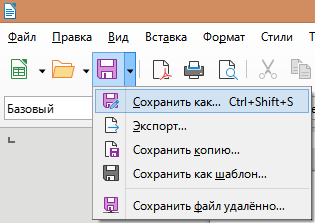 Файл Правка Вид Вставка Формат Стили
Базовый
Сохранить как... Ctrl+Shift+S
Экспорт...
Сохранить копию...
Сохранить как шаблон...
Сохранить файл удалённо...